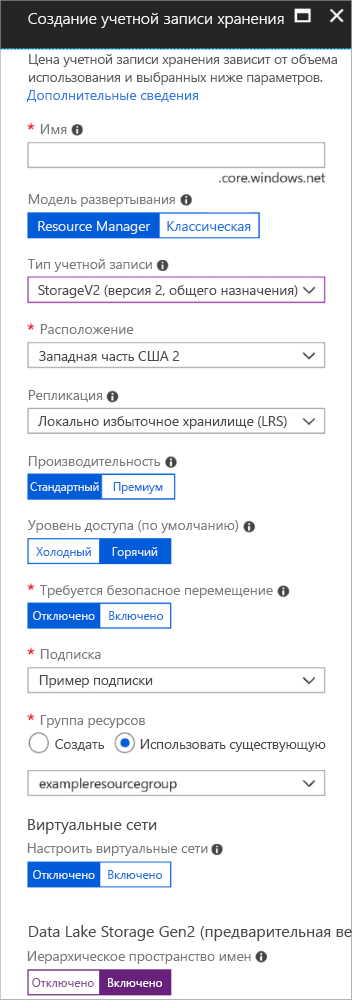 Создание учетной записи хранения
Цена учетной записи хранения зависит от объема
использования и выбранных ниже параметров.
Дополнительные сведения
* Имя
.core.windows.net
Модель развертывания
Resource Manager Классическая
Тип учетной записи
StorageV2 (версия 2, общего назначения)
* Расположение
Западная часть США 2
Репликация
Локально избыточное хранилище (LRS)
Производительность
Стандартный Премиум
Уровень доступа (по умолчанию)
Холодный Горячий
* Требуется безопасное перемещение
Отключено Включено
* Подписка
Пример подписки
* Группа ресурсов
Создать Использовать существующую
exampleresourcegroup
Виртуальные сети
Настроить виртуальные сети
Отключено Включено
Data Lake Storage Gen2 (предварительная ве
Иерархическое пространство имен
Отключено Включено